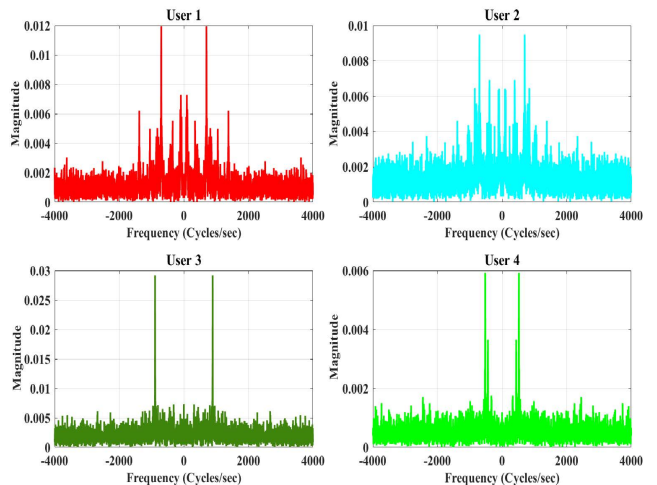 User 1
0.012
0.01
0.008
0.006
0.004
0.002
0
Magnitude
-4000 -2000 0 2000 4000
Frequency (Cycles/sec)
User 2
0.01
0.008
0.006
0.004
0.002
0
Magnitude
-4000 -2000 0 2000 4000
Frequency (Cycles/sec)
User 3
0.03
0.025
0.02
0.015
0.01
0.005
0
Magnitude
-4000 -2000 0 2000 4000
Frequency (Cycles/sec)
User 4
0.006
0.004
0.002
0
Magnitude
-4000 -2000 0 2000 4000
Frequency (Cycles/sec)